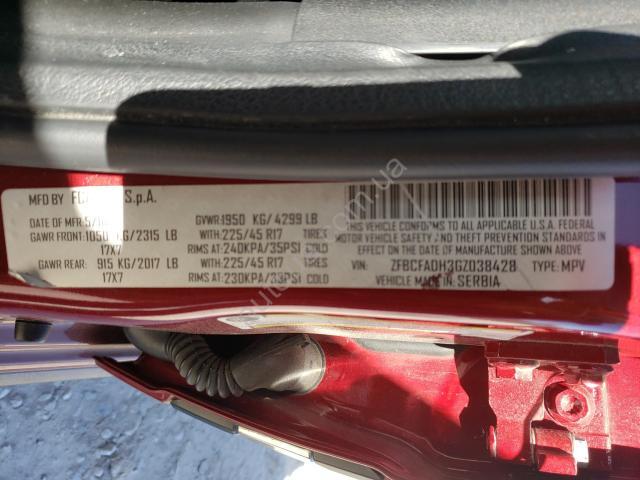 MFD BY S.p.A.
DATE OF MFR
GVWR:1950 KG/4299 LB
GAWR FRONT:1050 KG/2315 LB WITH:225/45 R17 TIRES
17X7 RIMS AT:240KPA/35PSI COLD
GAWR REAR: 915 KG/2017 LB WITH:225/45 R17 TIRES
17X7 RIMS AT:230KPA/33PSI COLD
THIS VEHICLE CONFORMS TO ALL APPLICABLE U.S.A. FEDERAL
MOTOR VEHICLE SAFETY, BUMPER, AND THEFT PREVENTION STANDARDS IN
EFFECT ON THE DATE OF MANUFACTURE SHOWN ABOVE.
VIN: ZFBCFADH3GZ038428 TYPE: MPV
VEHICLE MADE IN SERBIA